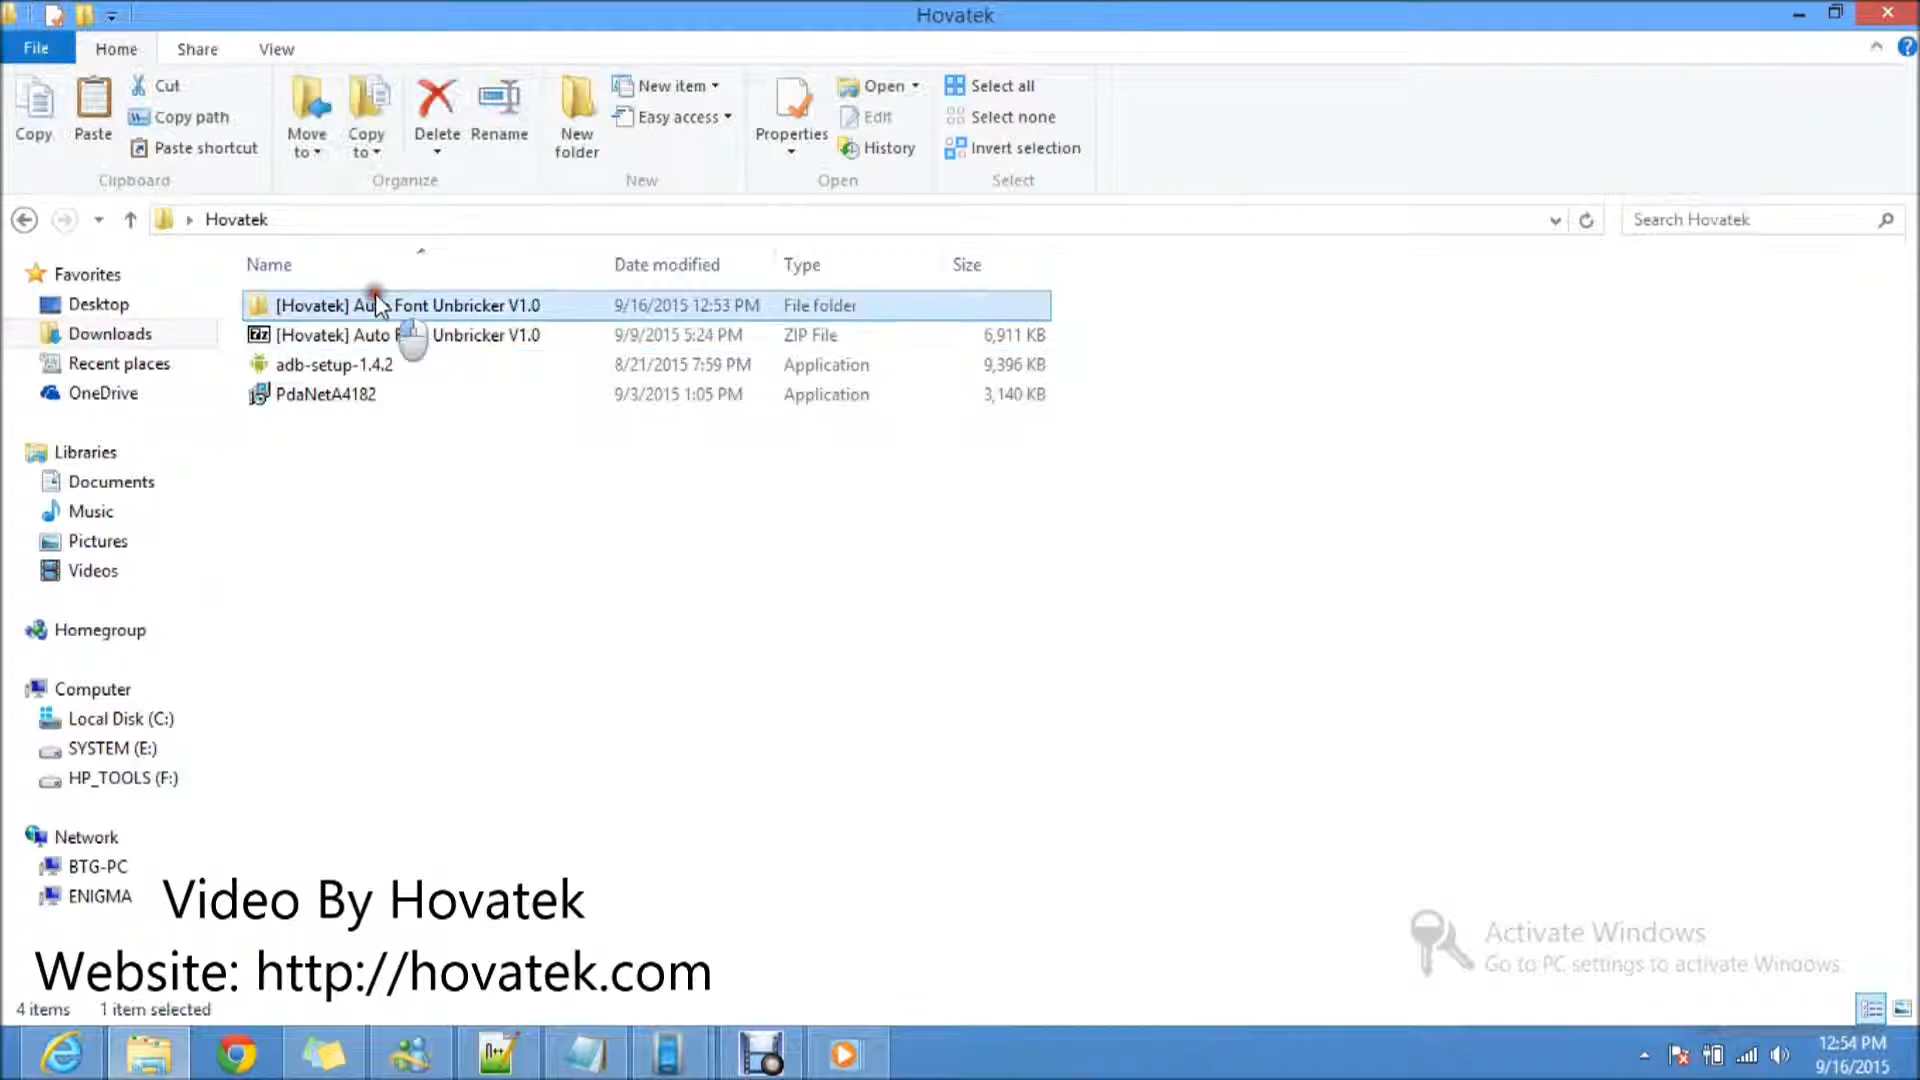 Hovatek
File
Home
Share
View
Copy
Paste
Cut
Copy path
Paste shortcut
Clipboard
Move to
Copy to
Delete
Rename
Organize
New folder
New item
Easy access
New
Properties
Open
Edit
History
Open
Select all
Select none
Invert selection
Select
Hovatek
Search Hovatek
Name Date modified Type Size
[Hovatek] Auto Font Unbricker V1.0 9/16/2015 12:53 PM File folder
[Hovatek] Auto Unbricker V1.0 9/9/2015 5:24 PM ZIP File 6,911 KB
adb-setup-1.4.2 8/21/2015 7:59 PM Application 9,396 KB
PdaNetA4182 9/3/2015 1:05 PM Application 3,140 KB
Favorites
Desktop
Downloads
Recent places
OneDrive
Libraries
Documents
Music
Pictures
Videos
Homegroup
Computer
Local Disk (C:)
SYSTEM (E:)
HP_TOOLS (F:)
Network
BTG-PC
ENIGMA
Video By Hovatek
Website: http://hovatek.com
Activate Windows
Go to PC settings to activate Windows.
4 items 1 item selected
12:54 PM
9/16/2015